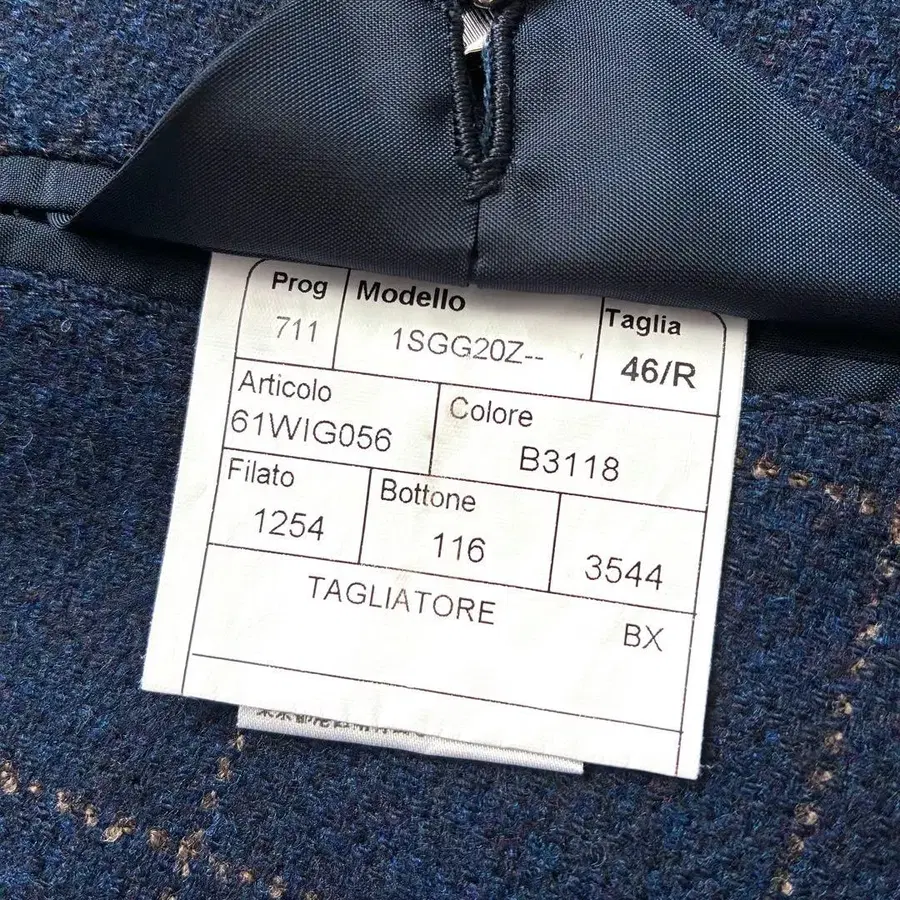 Prog Modello Taglia
711 1SGG20Z-- 46/R
Articolo Colore
61WIG056 B3118
Filato Bottone
1254 116 3544
TAGLIATORE
BX